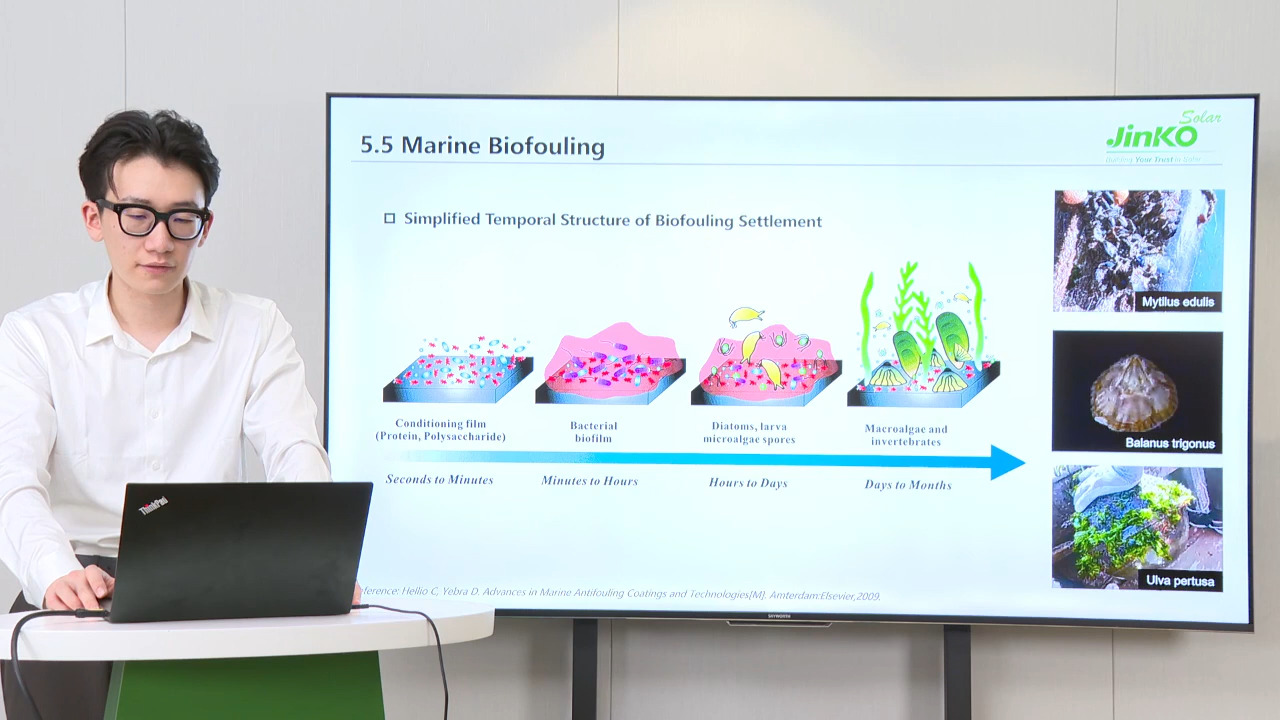 5.5 Marine Biofouling
Solar
JinKO
Building Your Trust in Solar
Simplified Temporal Structure of Biofouling Settlement
Mytilus edulis
Balanus trigonus
Ulva pertusa
Conditioning film
(Protein, Polysaccharide)
Bacterial
biofilm
Diatoms, larva
microalgae spores
Macroalgae and
invertebrates
Seconds to Minutes
Minutes to Hours
Hours to Days
Days to Months
Hellio C, Yebra D. Advances in Marine Antifouling Coatings and Technologies[M]. Amsterdam:Elsevier,2009.
ThinkPad